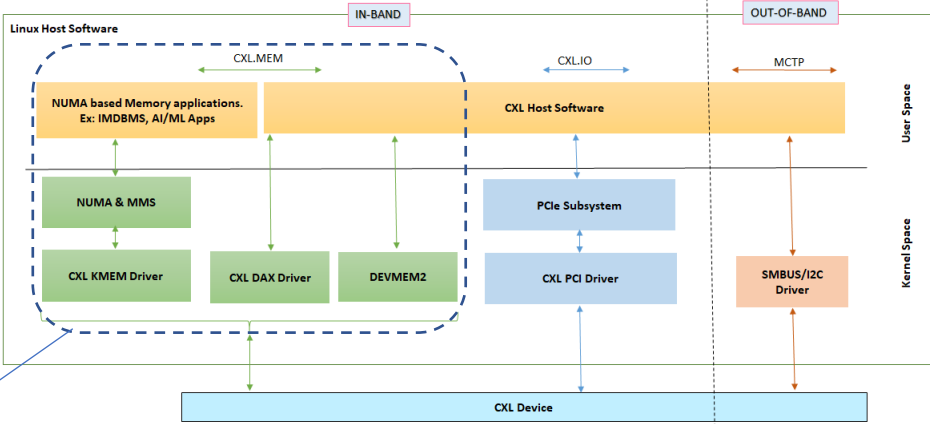 IN-BAND
OUT-OF-BAND
Linux Host Software
CXL.MEM
CXL.IO
MCTP
NUMA based Memory applications.
Ex: IMDBMS, AI/ML Apps
CXL Host Software
User Space
NUMA & MMS
PCIe Subsystem
CXL KMEM Driver
CXL DAX Driver
DEVMEM2
CXL PCI Driver
SMBUS/I2C
Driver
Kernel Space
CXL Device